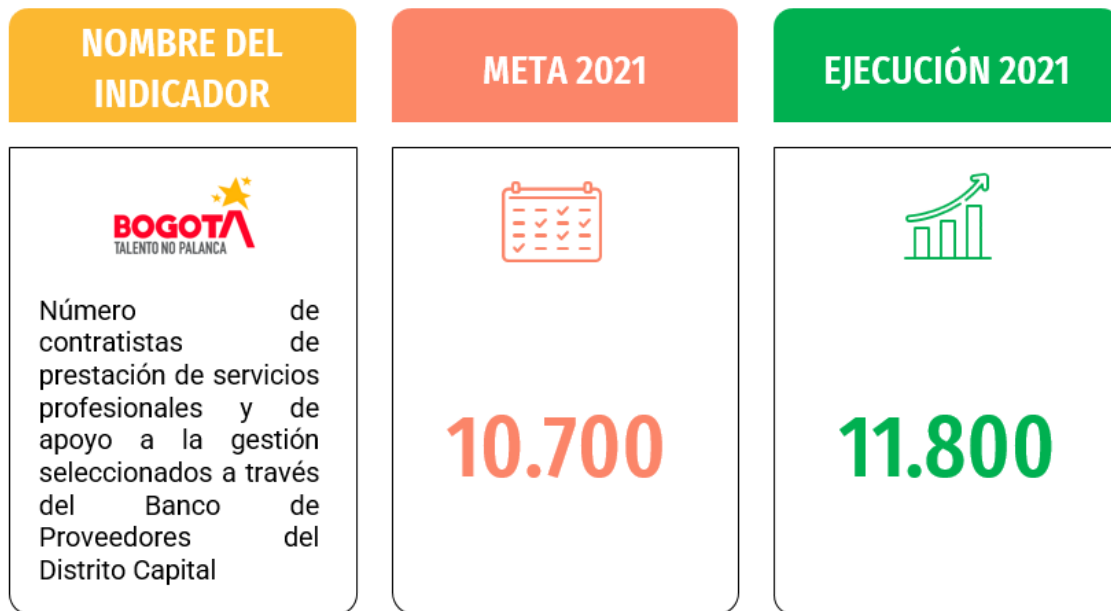 NOMBRE DEL
INDICADOR
META 2021
EJECUCIÓN 2021
BOGOTÁ
TALENTO NO PALANCA
Número de
contratistas de
prestación de servicios
profesionales y de
apoyo a la gestión
seleccionados a través
del Banco de
Proveedores del
Distrito Capital
10.700
11.800